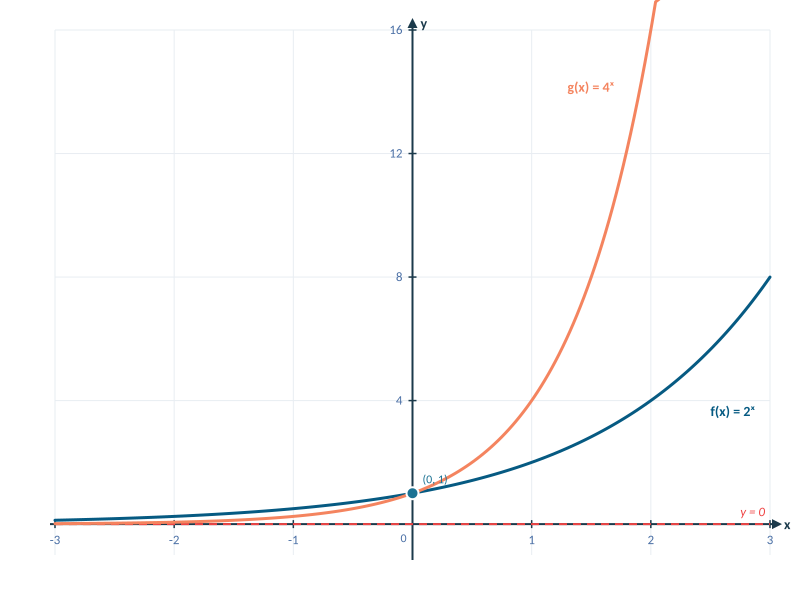 y
16
g(x) = 4ˣ
12
8
4
f(x) = 2ˣ
(0, 1)
y = 0
x
-3 -2 -1 0 1 2 3